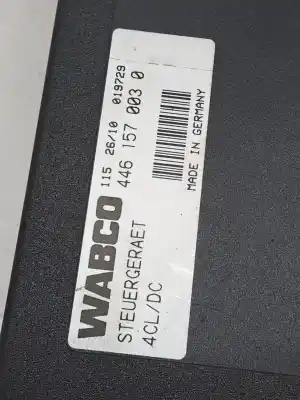 WABCO 115 26/10 019729
STEUERGERAET 446 157 003 0
4CL/DC MADE IN GERMANY